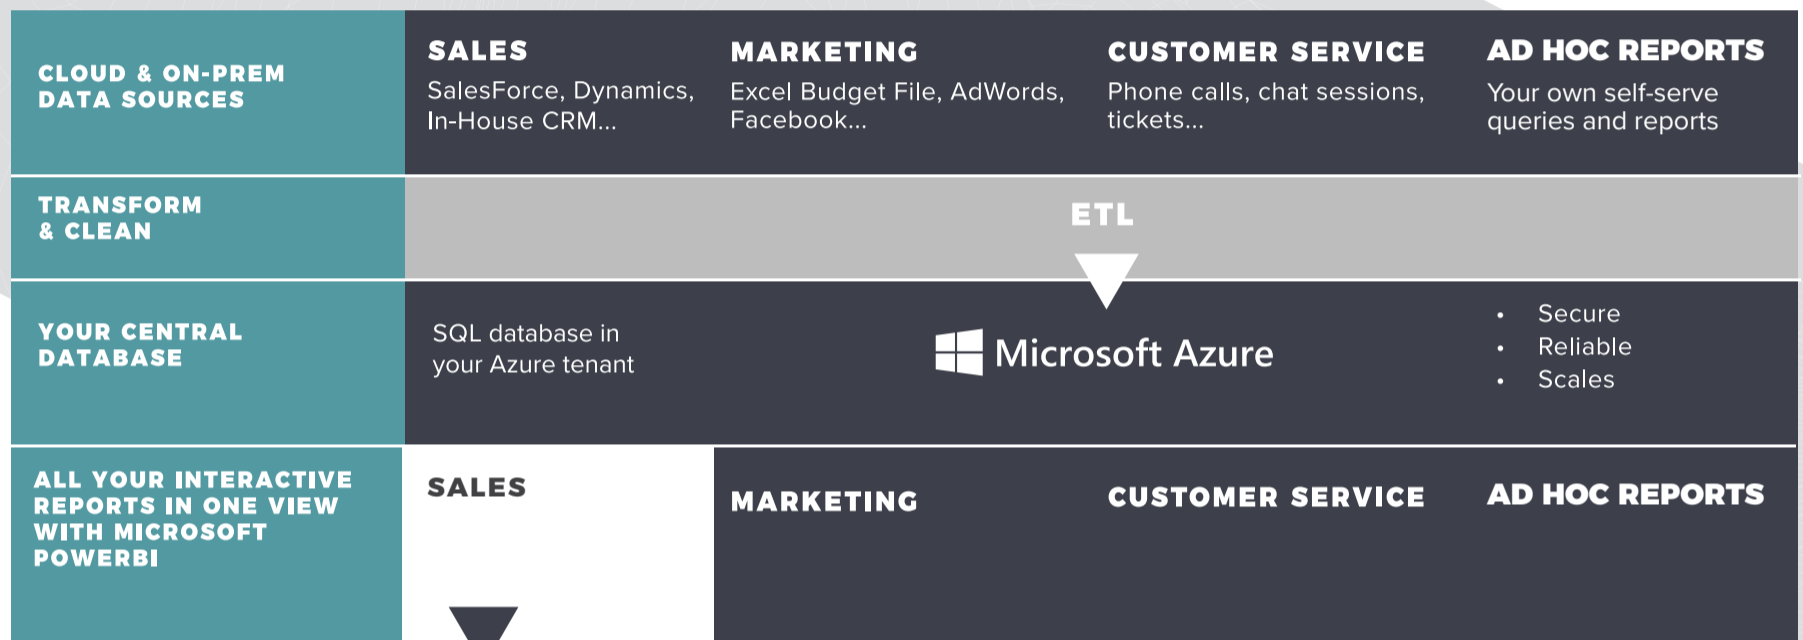 CLOUD & ON-PREM
DATA SOURCES
SALES
SalesForce, Dynamics,
In-House CRM...
MARKETING
Excel Budget File, AdWords,
Facebook...
CUSTOMER SERVICE
Phone calls, chat sessions,
tickets...
AD HOC REPORTS
Your own self-serve
queries and reports
TRANSFORM
& CLEAN
ETL
YOUR CENTRAL
DATABASE
SQL database in
your Azure tenant
Microsoft Azure
• Secure
• Reliable
• Scales
ALL YOUR INTERACTIVE
REPORTS IN ONE VIEW
WITH MICROSOFT
POWERBI
SALES
MARKETING
CUSTOMER SERVICE
AD HOC REPORTS